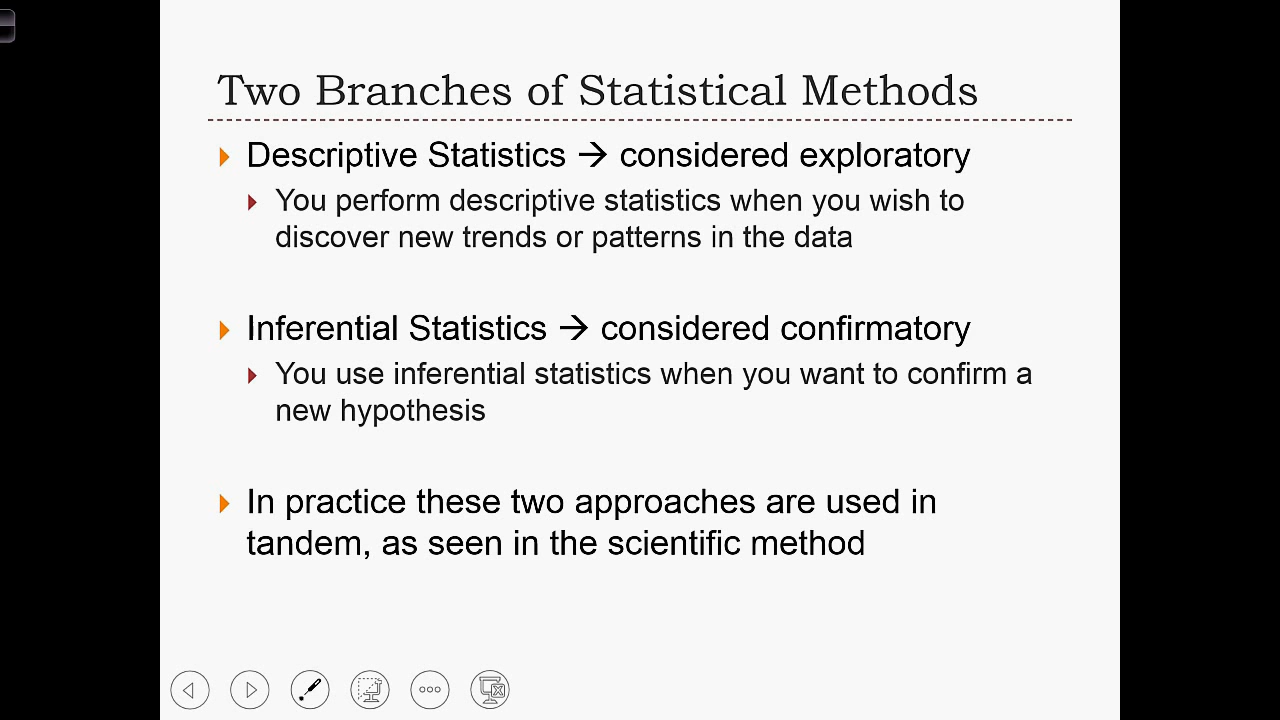 Two Branches of Statistical Methods
Descriptive Statistics → considered exploratory
You perform descriptive statistics when you wish to
discover new trends or patterns in the data
Inferential Statistics → considered confirmatory
You use inferential statistics when you want to confirm a
new hypothesis
In practice these two approaches are used in
tandem, as seen in the scientific method